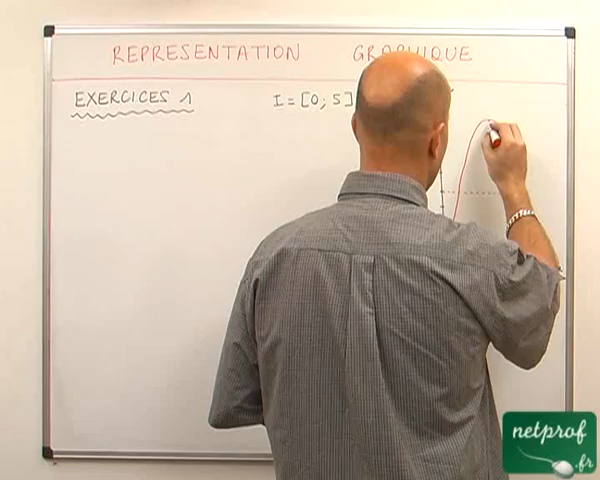 REPRESENTATION GRAPHIQUE
EXERCICES 1
I = [0; 5]
netprof
.fr